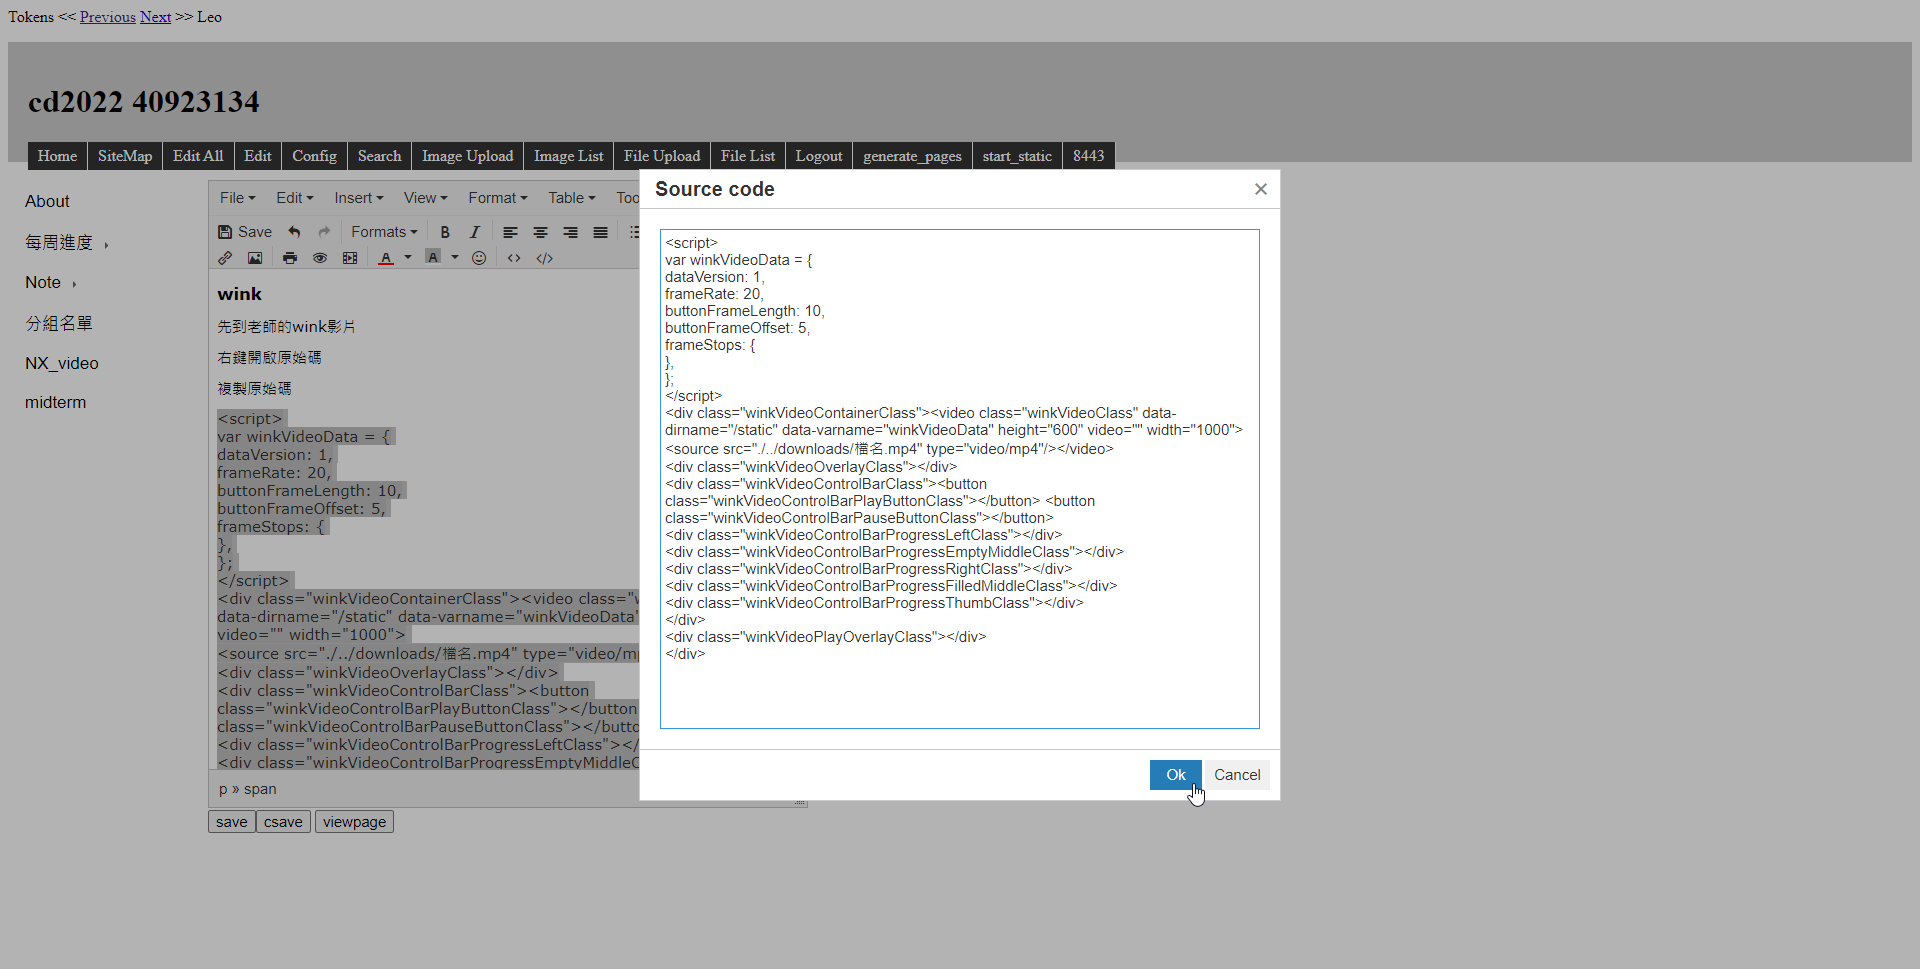 Tokens << Previous Next >> Leo
cd2022 40923134
Home SiteMap Edit All Edit Config Search Image Upload Image List File Upload File List Logout generate_pages start_static 8443
About
每周進度
Note
分組名單
NX_video
midterm
File Edit Insert View Format Table Too
Save Formats B I
A A
wink
先到老師的wink影片
右鍵開啟原始碼
複製原始碼
<script>
var winkVideoData = {
dataVersion: 1,
frameRate: 20,
buttonFrameLength: 10,
buttonFrameOffset: 5,
frameStops: {
},
};
</script>
<div class="winkVideoContainerClass"><video class="w
data-dirname="/static" data-varname="winkVideoData"
video="" width="1000">
<source src="./../downloads/檔名.mp4" type="video/mp
<div class="winkVideoOverlayClass"></div>
<div class="winkVideoControlBarClass"><button
class="winkVideoControlBarPlayButtonClass"></button
class="winkVideoControlBarPauseButtonClass"></butto
<div class="winkVideoControlBarProgressLeftClass"></
<div class="winkVideoControlBarProgressEmptyMiddleC
p » span
save csave viewpage
Source code
<script>
var winkVideoData = {
dataVersion: 1,
frameRate: 20,
buttonFrameLength: 10,
buttonFrameOffset: 5,
frameStops: {
},
};
</script>
<div class="winkVideoContainerClass"><video class="winkVideoClass" data-
dirname="/static" data-varname="winkVideoData" height="600" video="" width="1000">
<source src="./../downloads/檔名.mp4" type="video/mp4"/></video>
<div class="winkVideoOverlayClass"></div>
<div class="winkVideoControlBarClass"><button
class="winkVideoControlBarPlayButtonClass"></button> <button
class="winkVideoControlBarPauseButtonClass"></button>
<div class="winkVideoControlBarProgressLeftClass"></div>
<div class="winkVideoControlBarProgressEmptyMiddleClass"></div>
<div class="winkVideoControlBarProgressRightClass"></div>
<div class="winkVideoControlBarProgressFilledMiddleClass"></div>
<div class="winkVideoControlBarProgressThumbClass"></div>
</div>
<div class="winkVideoPlayOverlayClass"></div>
</div>
Ok Cancel